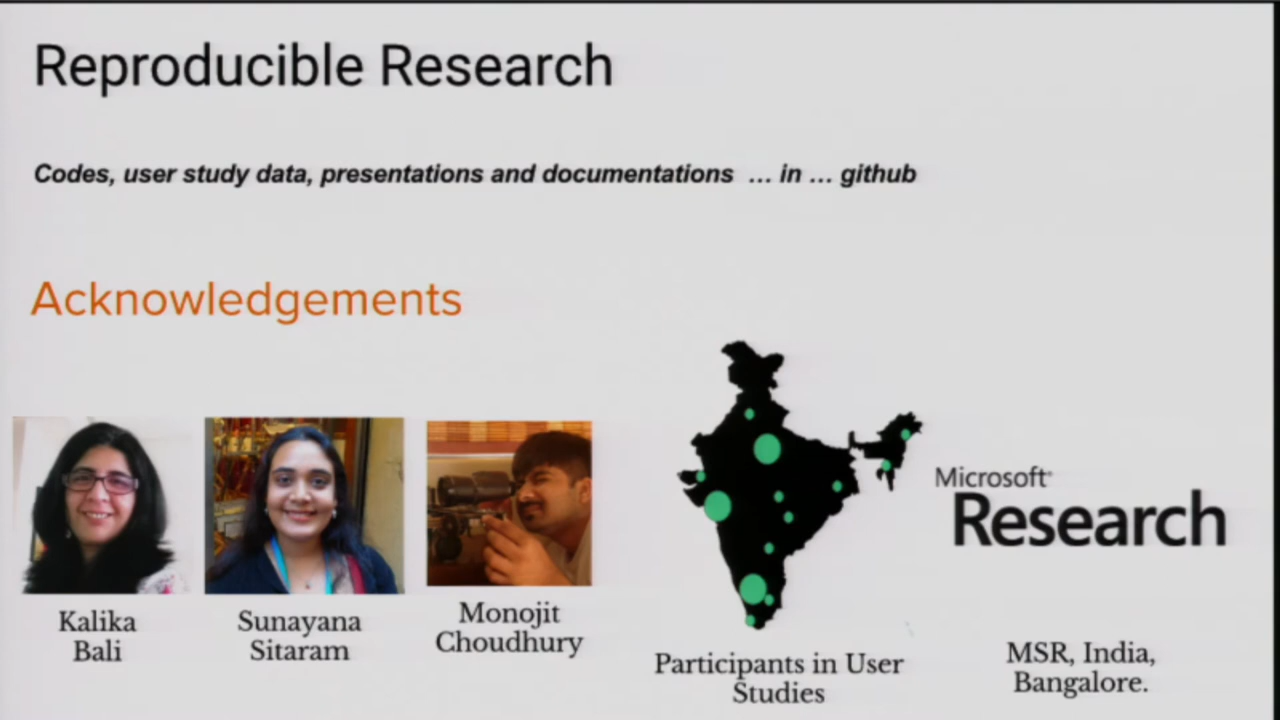 Reproducible Research
Codes, user study data, presentations and documentations ... in ... github
Acknowledgements
Kalika
Bali
Sunayana
Sitaram
Monojit
Choudhury
Participants in User
Studies
Microsoft
Research
MSR, India,
Bangalore.